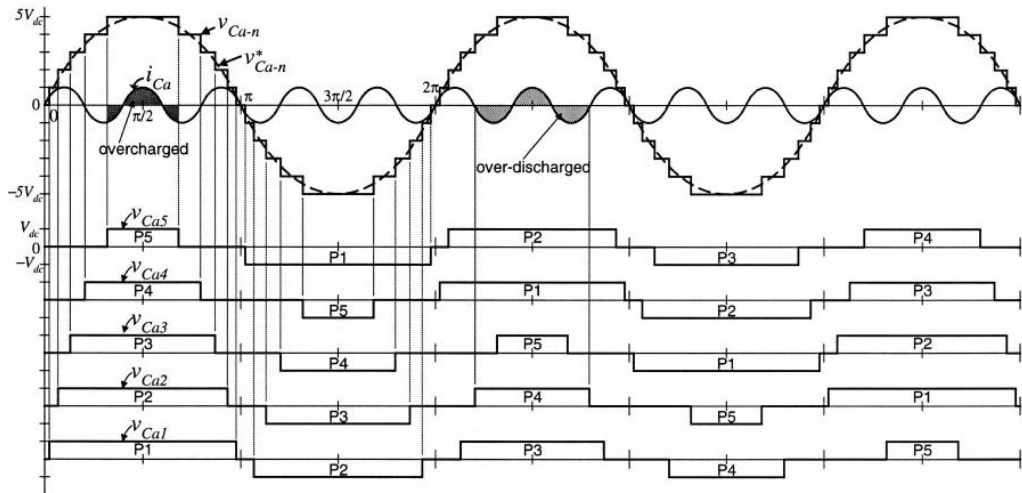 5V_dc
v_Ca-n
v*_Ca-n
i_Ca
0
0
π/2
π
3π/2
2π
overcharged
over-discharged
-5V_dc
V_dc
0
-V_dc
v_Ca5
P5
P1
P2
P3
P4
v_Ca4
P4
P5
P1
P2
P3
v_Ca3
P3
P4
P5
P1
P2
v_Ca2
P2
P3
P4
P5
P1
v_Ca1
P1
P2
P3
P4
P5